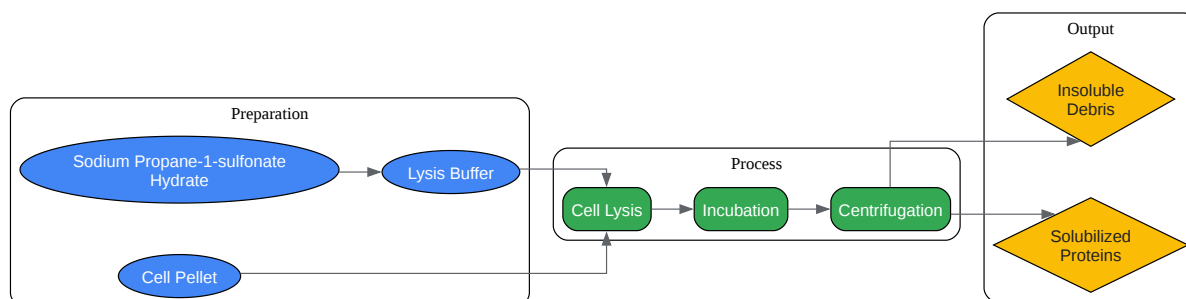 Preparation
Sodium Propane-1-sulfonate
Hydrate
Lysis Buffer
Cell Pellet
Process
Cell Lysis
Incubation
Centrifugation
Output
Insoluble
Debris
Solubilized
Proteins